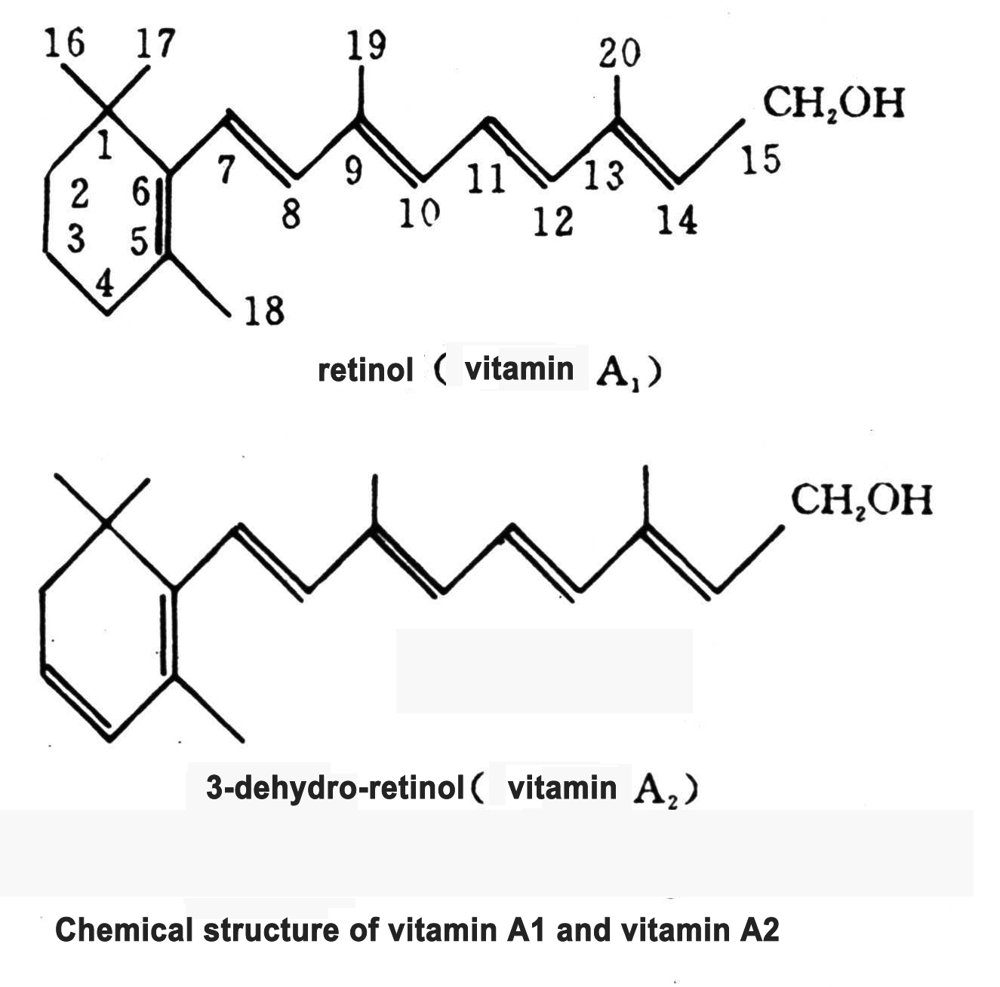 16 17 19 20
CH₂OH
1 7 9 11 13 15
2 6 8 10 12 14
3 5
4
18
retinol ( vitamin A₁)
CH₂OH
3-dehydro-retinol( vitamin A₂)
Chemical structure of vitamin A1 and vitamin A2